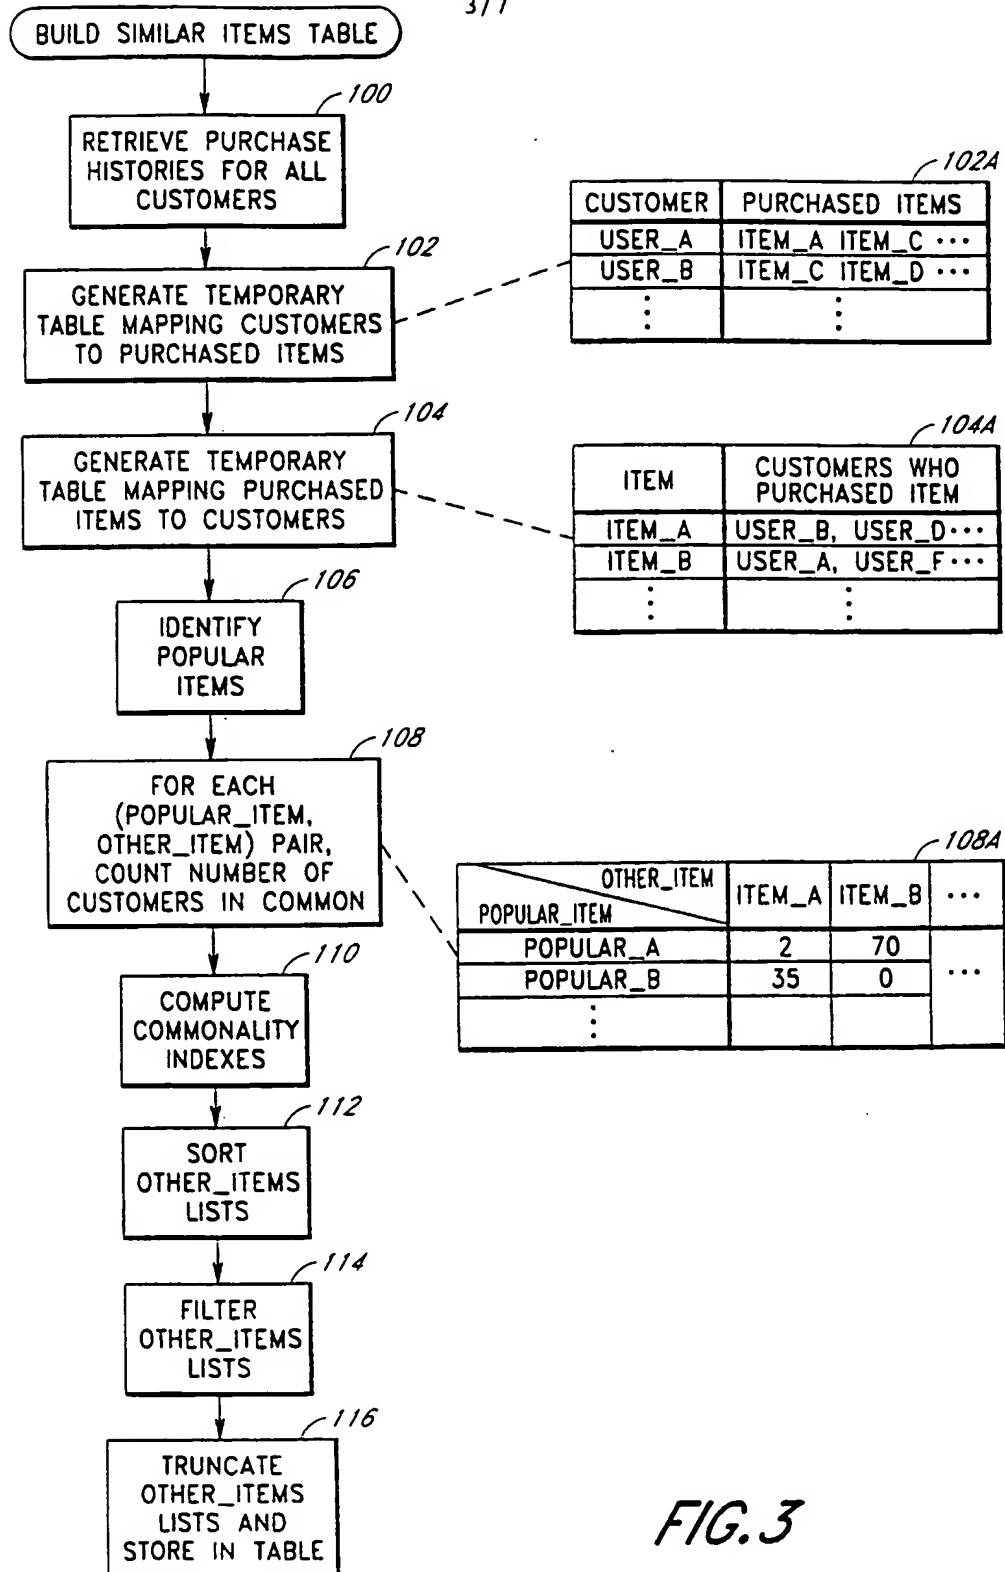 3/7
BUILD SIMILAR ITEMS TABLE
100
RETRIEVE PURCHASE
HISTORIES FOR ALL
CUSTOMERS
102
GENERATE TEMPORARY
TABLE MAPPING CUSTOMERS
TO PURCHASED ITEMS
102A
CUSTOMER PURCHASED ITEMS
USER_A ITEM_A ITEM_C ···
USER_B ITEM_C ITEM_D ···
⋮ ⋮
104
GENERATE TEMPORARY
TABLE MAPPING PURCHASED
ITEMS TO CUSTOMERS
104A
ITEM CUSTOMERS WHO
PURCHASED ITEM
ITEM_A USER_B, USER_D···
ITEM_B USER_A, USER_F···
⋮ ⋮
106
IDENTIFY
POPULAR
ITEMS
108
FOR EACH
(POPULAR_ITEM,
OTHER_ITEM) PAIR,
COUNT NUMBER OF
CUSTOMERS IN COMMON
108A
OTHER_ITEM
POPULAR_ITEM
ITEM_A ITEM_B ···
POPULAR_A 2 70
POPULAR_B 35 0 ···
⋮
110
COMPUTE
COMMONALITY
INDEXES
112
SORT
OTHER_ITEMS
LISTS
114
FILTER
OTHER_ITEMS
LISTS
116
TRUNCATE
OTHER_ITEMS
LISTS AND
STORE IN TABLE
FIG.3